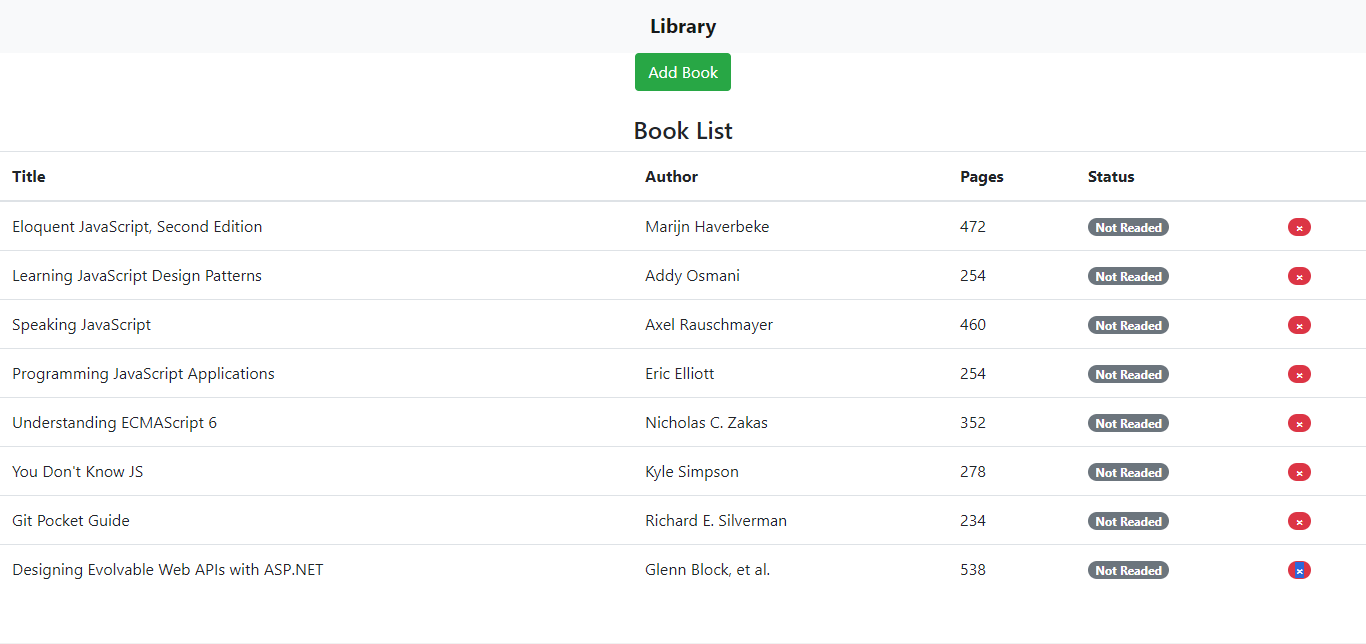 Library
Add Book
Book List
Title Author Pages Status
Eloquent JavaScript, Second Edition Marijn Haverbeke 472 Not Readed ×
Learning JavaScript Design Patterns Addy Osmani 254 Not Readed ×
Speaking JavaScript Axel Rauschmayer 460 Not Readed ×
Programming JavaScript Applications Eric Elliott 254 Not Readed ×
Understanding ECMAScript 6 Nicholas C. Zakas 352 Not Readed ×
You Don't Know JS Kyle Simpson 278 Not Readed ×
Git Pocket Guide Richard E. Silverman 234 Not Readed ×
Designing Evolvable Web APIs with ASP.NET Glenn Block, et al. 538 Not Readed ×